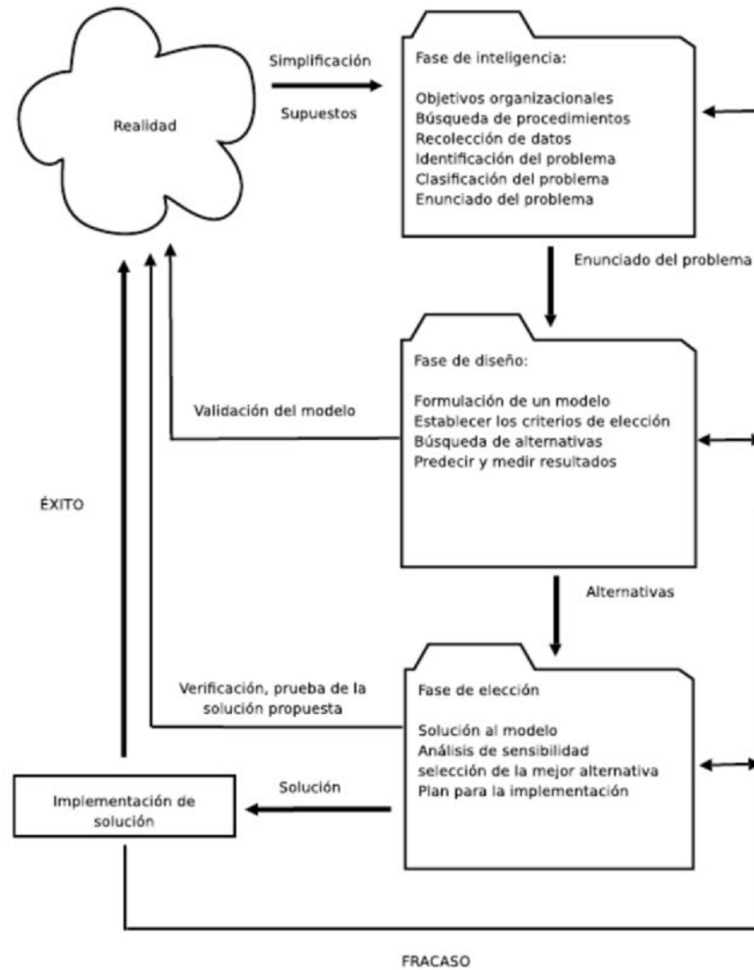 Realidad
Simplificación
Supuestos
Fase de inteligencia:
Objetivos organizacionales
Búsqueda de procedimientos
Recolección de datos
Identificación del problema
Clasificación del problema
Enunciado del problema
Enunciado del problema
Fase de diseño:
Formulación de un modelo
Establecer los criterios de elección
Búsqueda de alternativas
Predecir y medir resultados
Validación del modelo
ÉXITO
Alternativas
Fase de elección
Solución al modelo
Análisis de sensibilidad
selección de la mejor alternativa
Plan para la implementación
Verificación, prueba de la
solución propuesta
Solución
Implementación de
solución
FRACASO